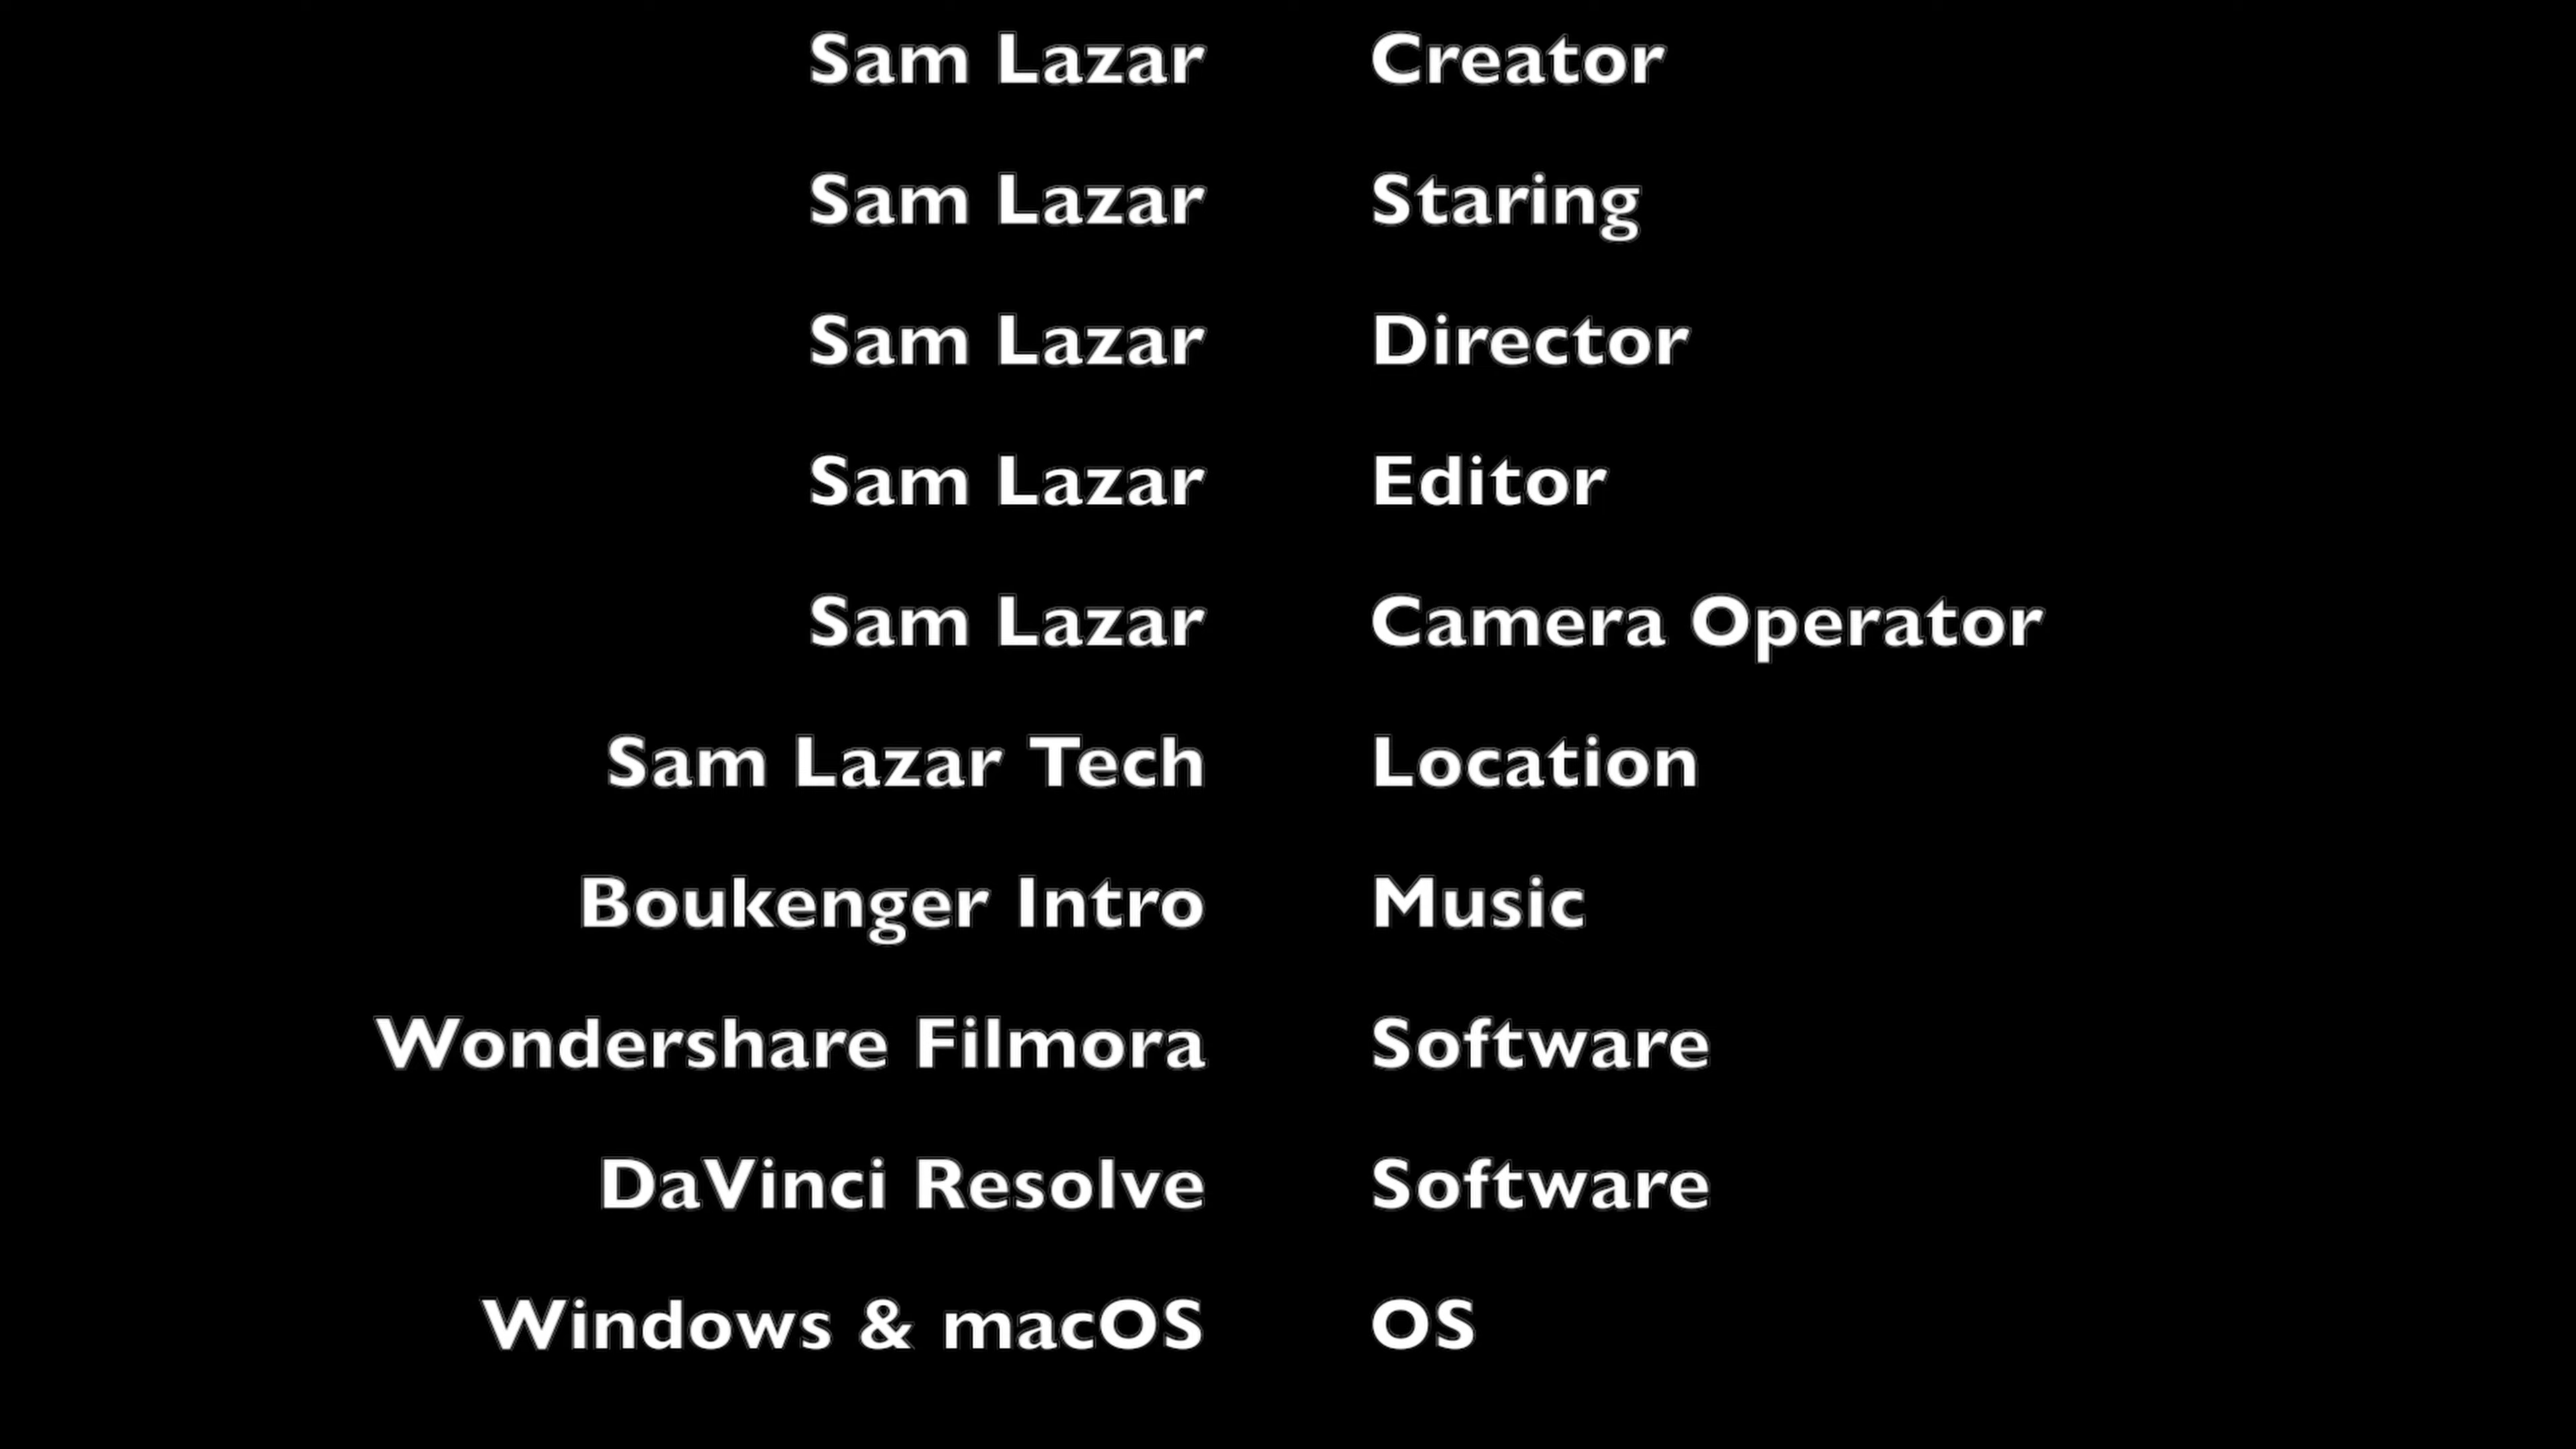 Sam Lazar Creator
Sam Lazar Staring
Sam Lazar Director
Sam Lazar Editor
Sam Lazar Camera Operator
Sam Lazar Tech Location
Boukenger Intro Music
Wondershare Filmora Software
DaVinci Resolve Software
Windows & macOS OS